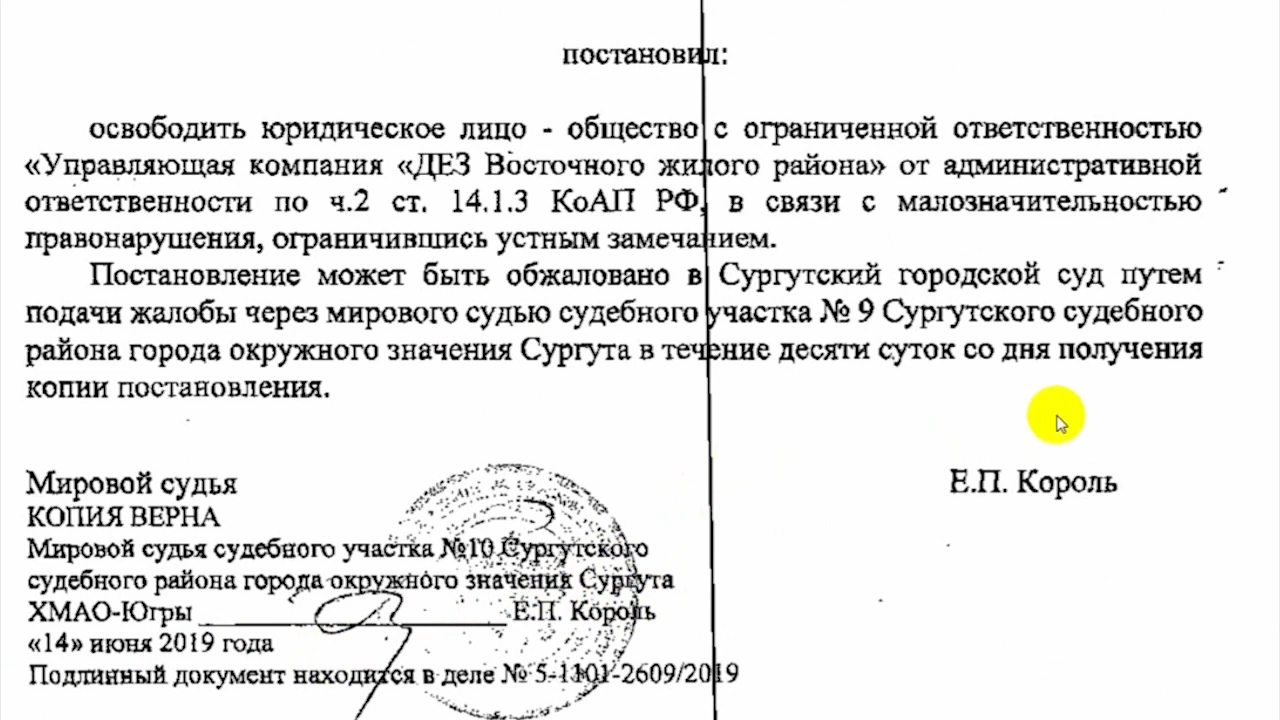 постановил:
освободить юридическое лицо - общество с ограниченной ответственностью
«Управляющая компания «ДЕЗ Восточного жилого района» от административной
ответственности по ч.2 ст. 14.1.3 КоАП РФ, в связи с малозначительностью
правонарушения, ограничившись устным замечанием.
Постановление может быть обжаловано в Сургутский городской суд путем
подачи жалобы через мирового судью судебного участка № 9 Сургутского судебного
района города окружного значения Сургута в течение десяти суток со дня получения
копии постановления.
Мировой судья Е.П. Король
КОПИЯ ВЕРНА
Мировой судья судебного участка №10 Сургутского
судебного района города окружного значения Сургута
ХМАО-Югры ____________ Е.П. Король
«14» июня 2019 года
Подлинный документ находится в деле № 5-1101-2609/2019